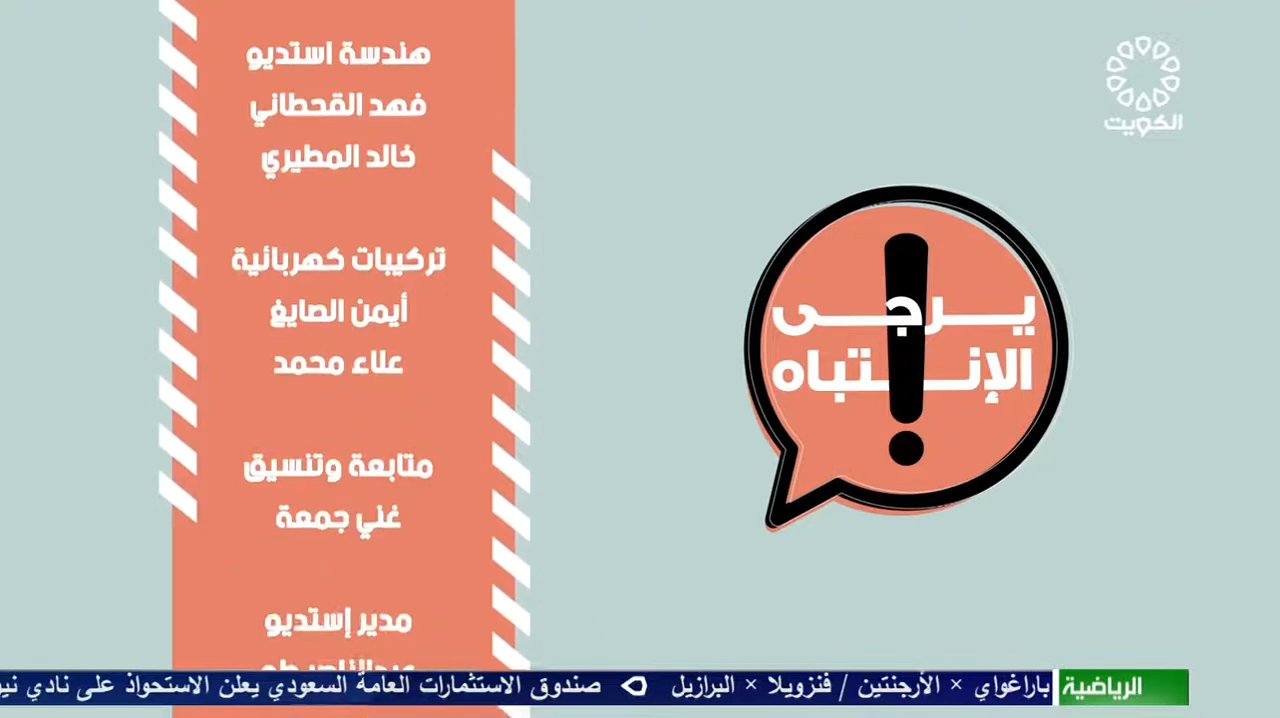 هندسة استديو
فهد القحطاني
خالد المطيري
تركيبات كهربائية
أيمن الصايغ
علاء محمد
متابعة وتنسيق
غني جمعة
مدير إستديو
الكويت
يرجى
الإنتباه
الرياضية
باراغواي × الأرجنتين / فنزويلا × البرازيل
صندوق الاستثمارات العامة السعودي يعلن الاستحواذ على نادي